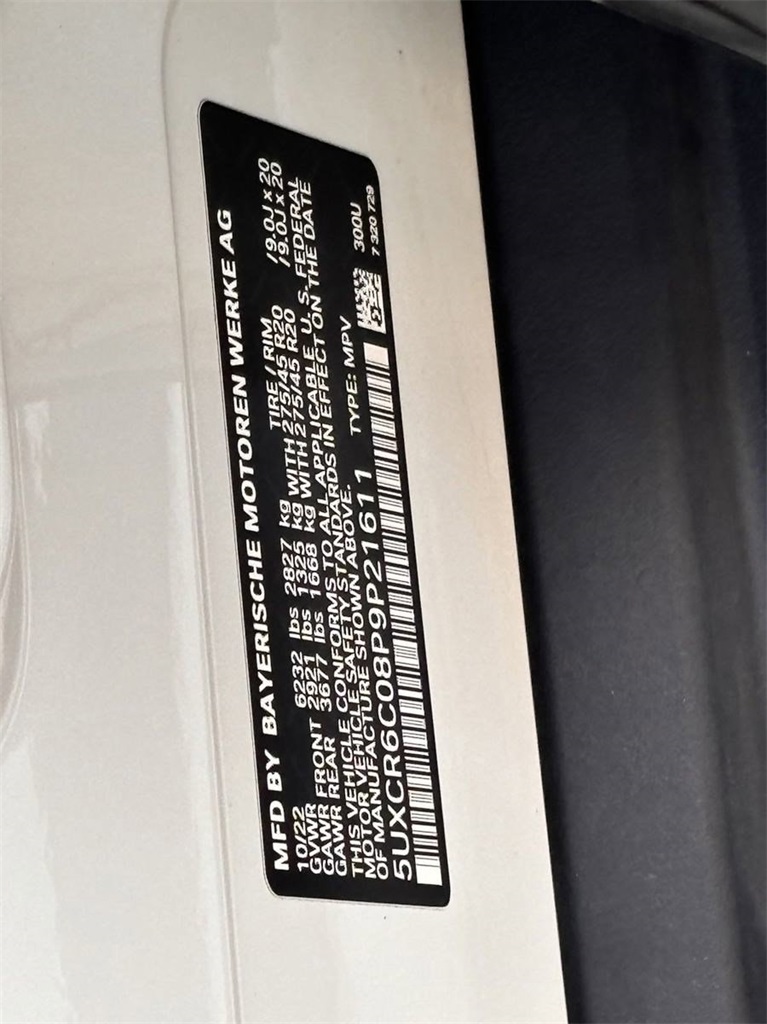 MFD BY BAYERISCHE MOTOREN WERKE AG
10/22 TIRE / RIM
GVWR 6232 lbs 2827 kg WITH 275/45 R20 /9.0J x 20
GAWR FRONT 2921 lbs 1325 kg WITH 275/45 R20 /9.0J x 20
GAWR REAR 3677 lbs 1668 kg
THIS VEHICLE CONFORMS TO ALL APPLICABLE U. S. FEDERAL
MOTOR VEHICLE SAFETY STANDARDS IN EFFECT ON THE DATE
OF MANUFACTURE SHOWN ABOVE.
5UXCR6C08P9P21611 TYPE: MPV 300U
7 320 729